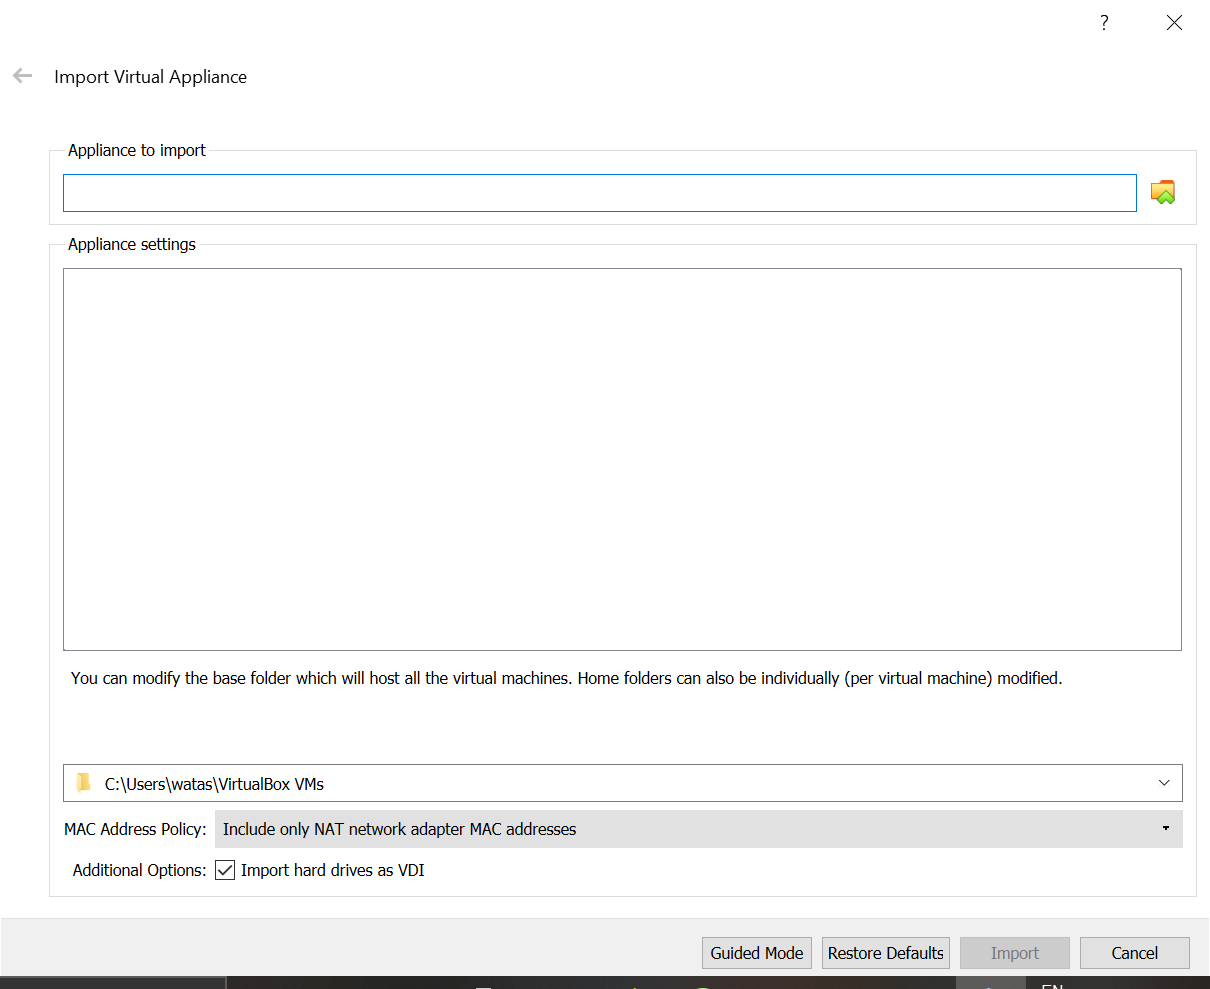 ?
Import Virtual Appliance
Appliance to import
Appliance settings
You can modify the base folder which will host all the virtual machines. Home folders can also be individually (per virtual machine) modified.
C:\Users\watas\VirtualBox VMs
MAC Address Policy: Include only NAT network adapter MAC addresses
Additional Options: Import hard drives as VDI
Guided Mode Restore Defaults Import Cancel
EN